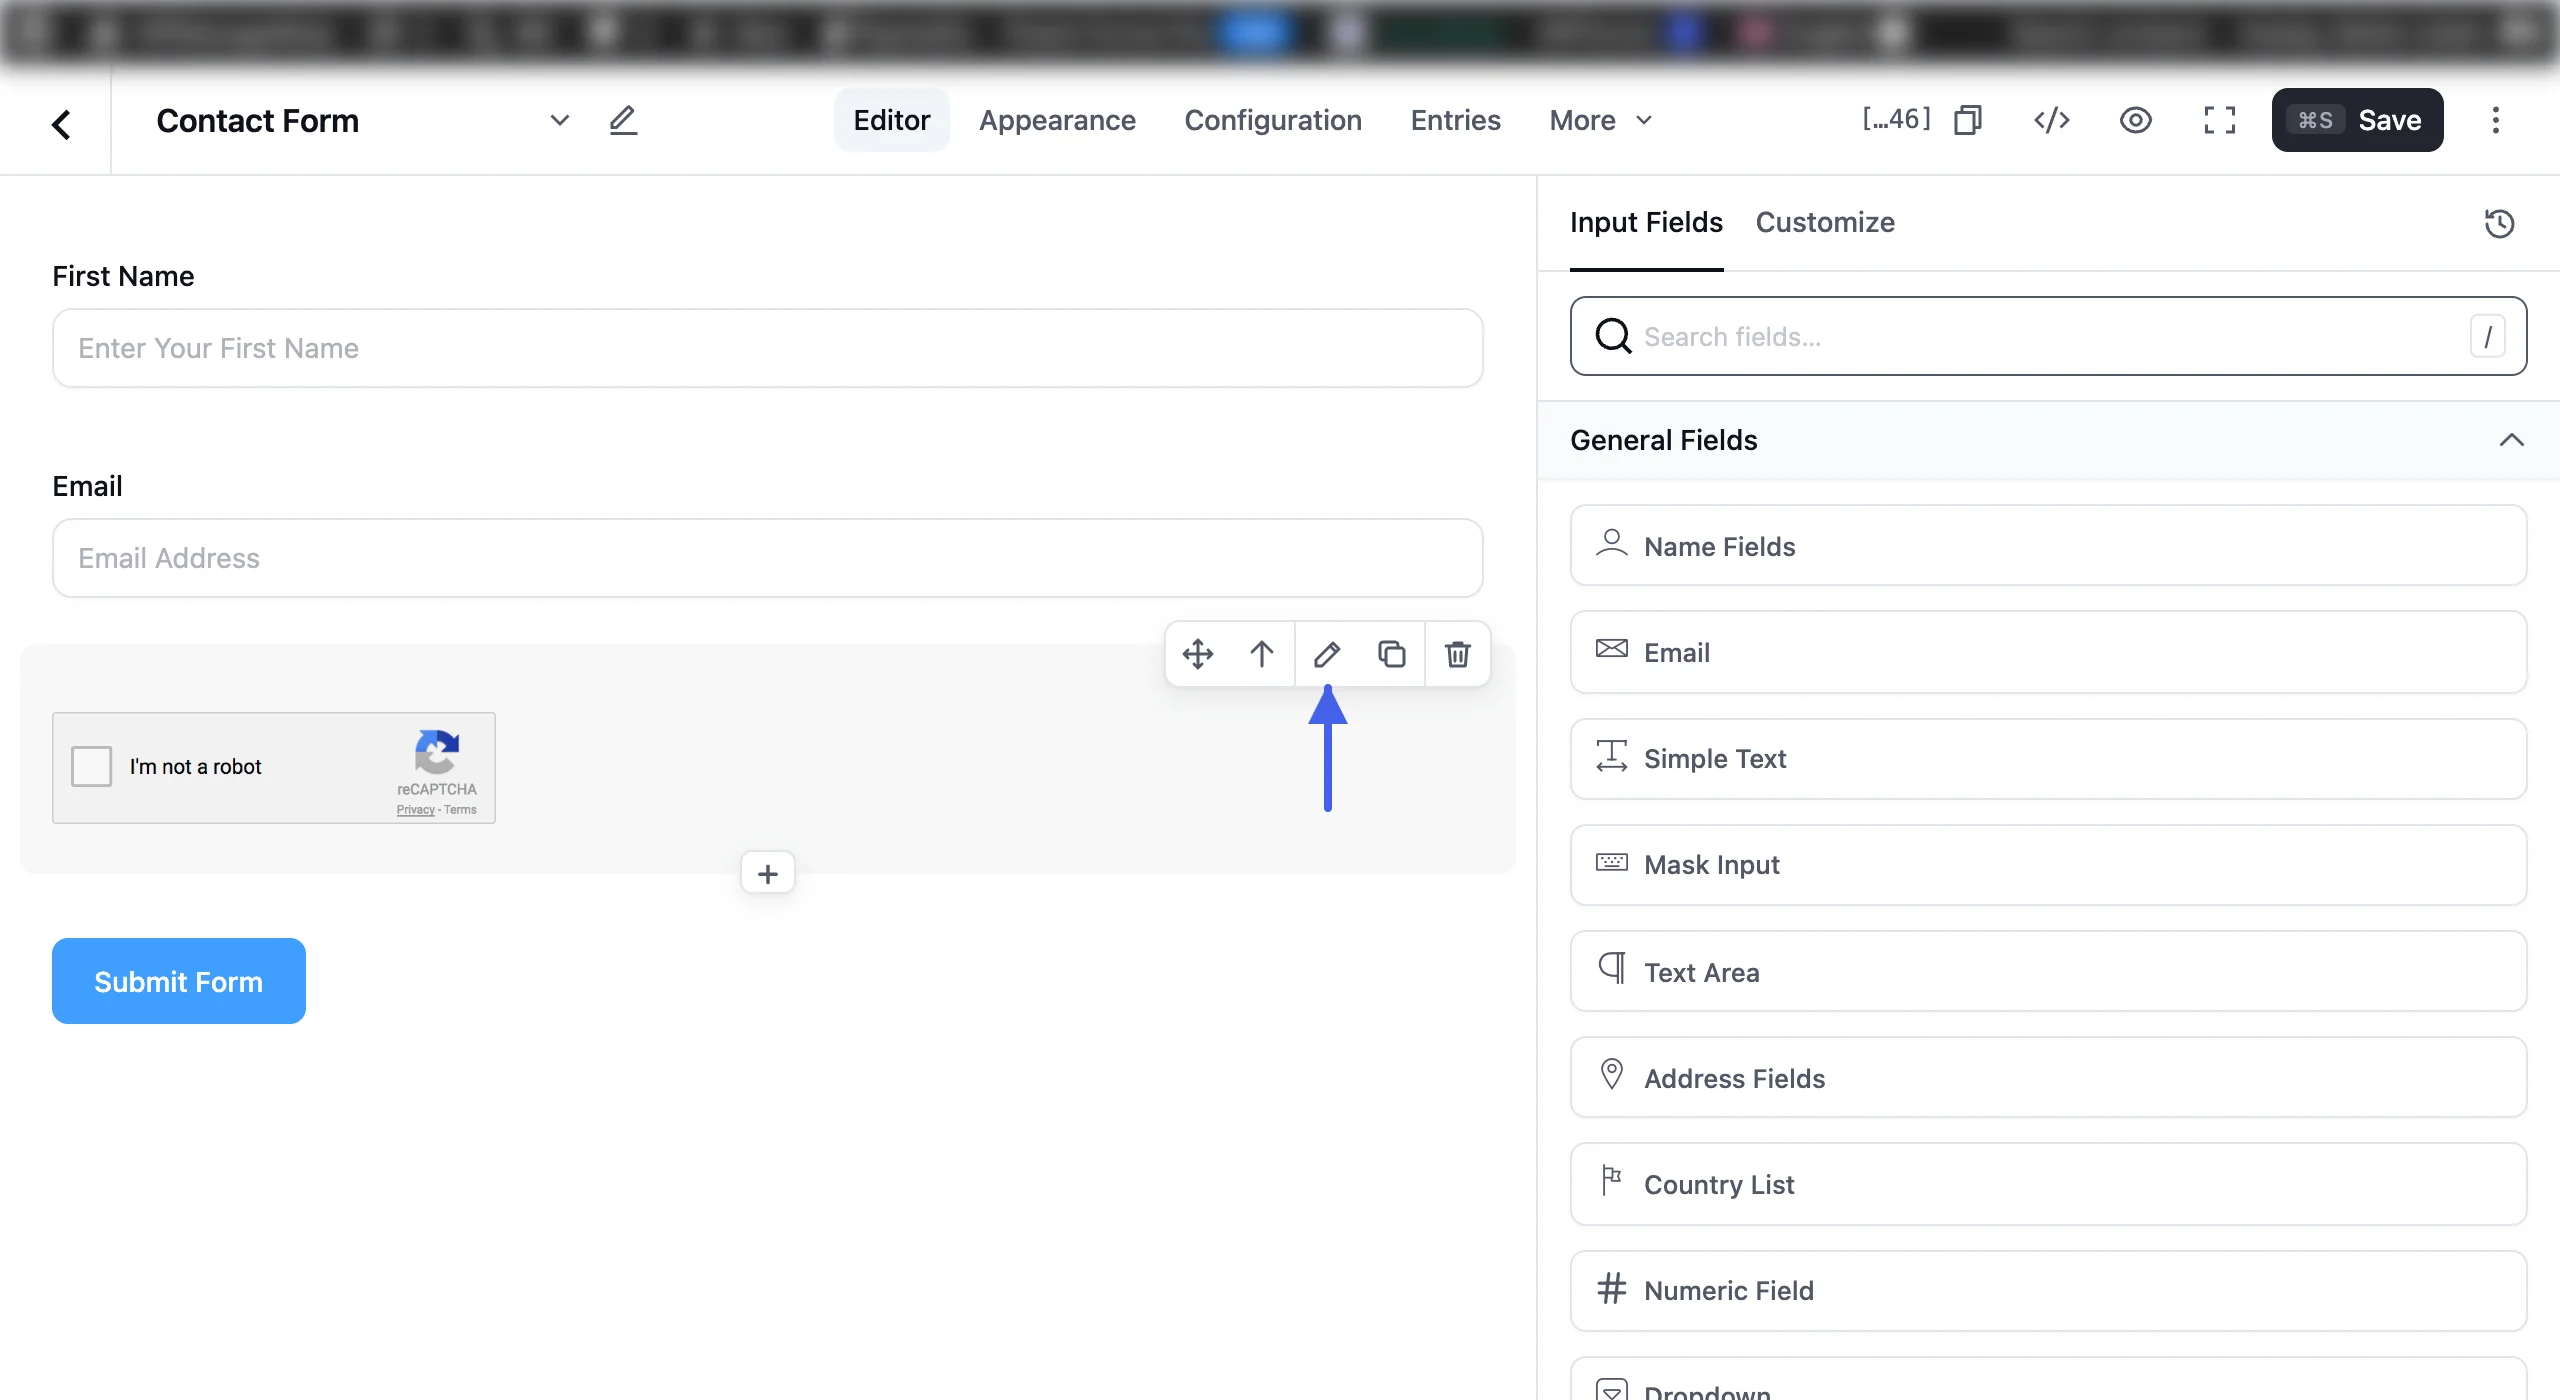 Contact Form
Editor
Appearance
Configuration
Entries
More
[...46]
</>
⌘S Save
First Name
Enter Your First Name
Email
Email Address
I'm not a robot
reCAPTCHA
Privacy - Terms
Submit Form
Input Fields
Customize
Search fields...
/
General Fields
Name Fields
Email
Simple Text
Mask Input
Text Area
Address Fields
Country List
Numeric Field
Dropdown